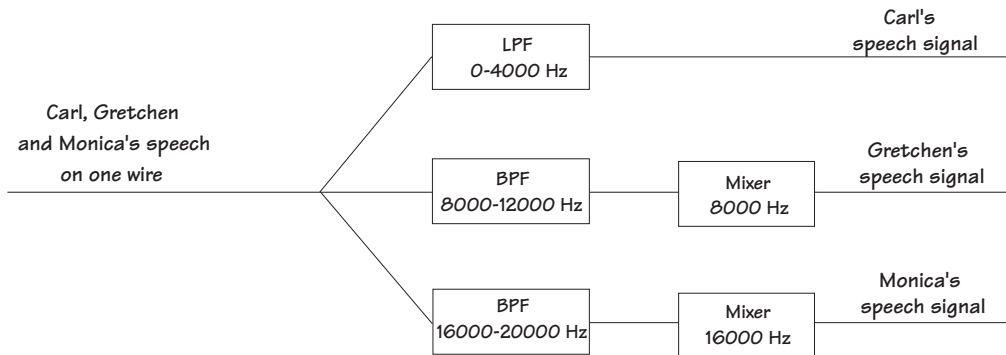 Carl's
speech signal
LPF
0-4000 Hz
Carl, Gretchen
and Monica's speech
on one wire
Gretchen's
speech signal
BPF
8000-12000 Hz
Mixer
8000 Hz
Monica's
speech signal
BPF
16000-20000 Hz
Mixer
16000 Hz